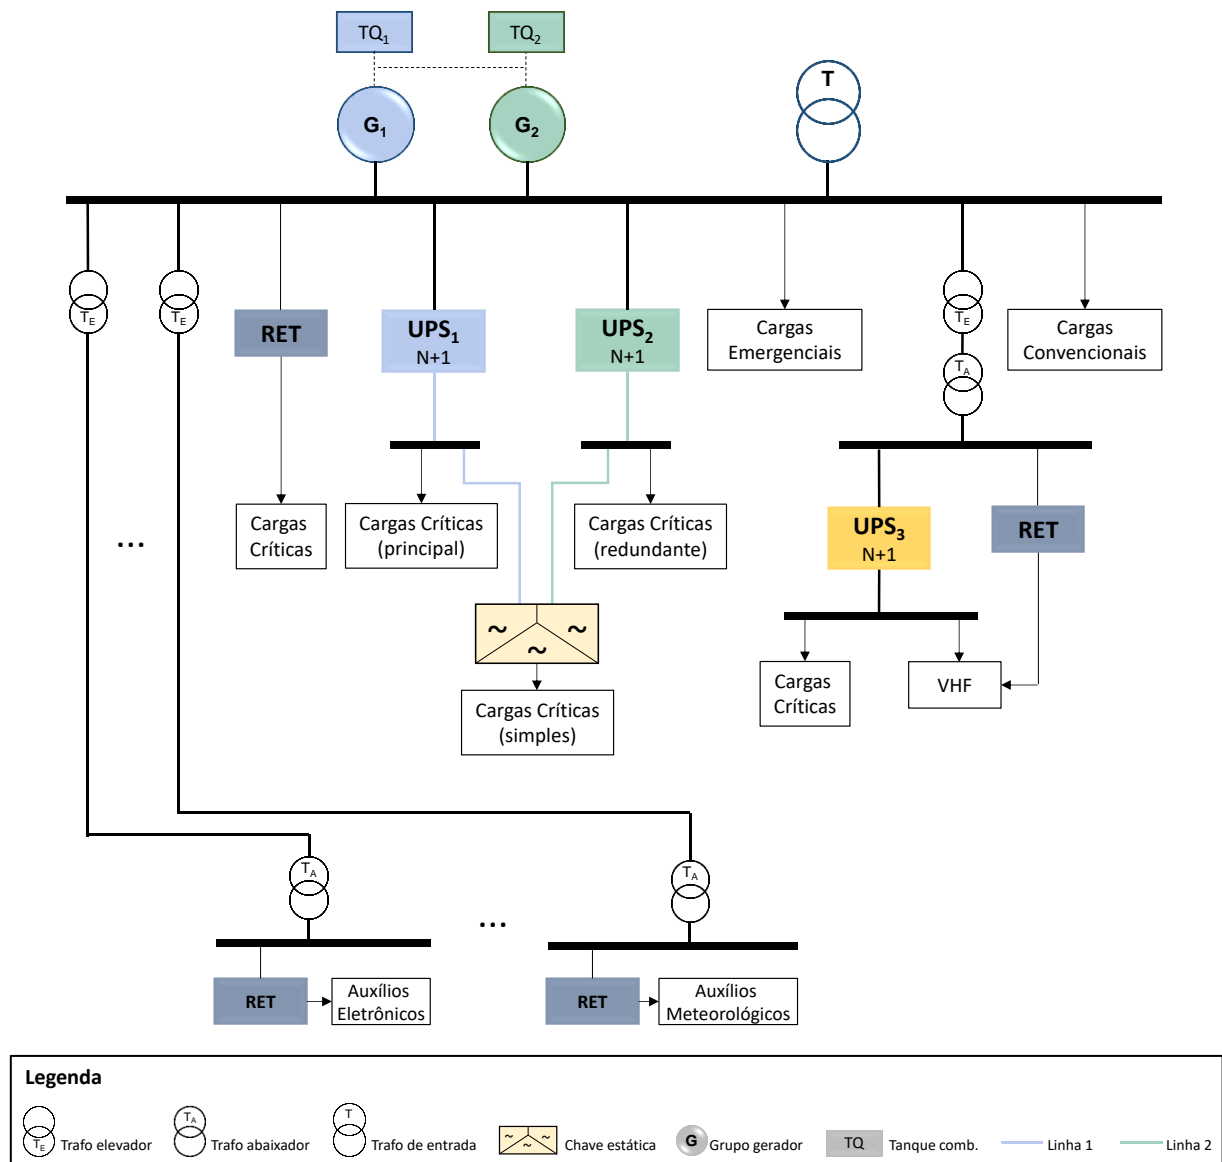 TQ1
TQ2
G1
G2
T
TE
TE
RET
UPS1
N+1
UPS2
N+1
Cargas
Emergenciais
TE
TA
Cargas
Convencionais
...
Cargas
Críticas
Cargas Críticas
(principal)
Cargas Críticas
(redundante)
UPS3
N+1
RET
~
~
~
Cargas Críticas
(simples)
Cargas
Críticas
VHF
TA
TA
...
RET
Auxílios
Eletrônicos
RET
Auxílios
Meteorológicos
Legenda
TE Trafo elevador
TA Trafo abaixador
T Trafo de entrada
~ ~ ~ Chave estática
G Grupo gerador
TQ Tanque comb.
Linha 1
Linha 2